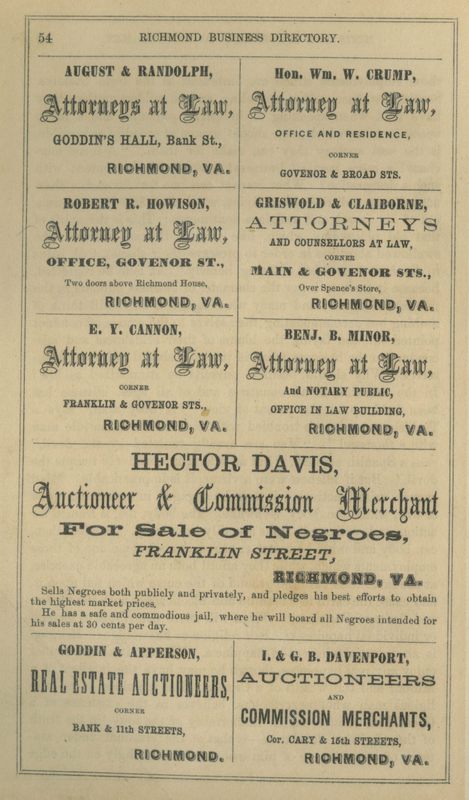 54
RICHMOND BUSINESS DIRECTORY.
AUGUST & RANDOLPH,
Attorneys at Law,
GODDIN'S HALL, Bank St.,
RICHMOND, VA.
Hon. Wm. W. CRUMP,
Attorney at Law,
OFFICE AND RESIDENCE,
CORNER
GOVENOR & BROAD STS.
ROBERT R. HOWISON,
Attorney at Law,
OFFICE, GOVENOR ST.,
Two doors above Richmond House,
RICHMOND, VA.
GRISWOLD & CLAIBORNE,
ATTORNEYS
AND COUNSELLORS AT LAW,
CORNER
MAIN & GOVENOR STS.,
Over Spence's Store,
RICHMOND, VA.
E. Y. CANNON,
Attorney at Law,
CORNER
FRANKLIN & GOVENOR STS.,
RICHMOND, VA.
BENJ. B. MINOR,
Attorney at Law,
And NOTARY PUBLIC,
OFFICE IN LAW BUILDING,
RICHMOND, VA.
HECTOR DAVIS,
Auctioneer & Commission Merchant
For Sale of Negroes,
FRANKLIN STREET,
RICHMOND, VA.
Sells Negroes both publicly and privately, and pledges his best efforts to obtain
the highest market prices.
He has a safe and commodious jail, where he will board all Negroes intended for
his sales at 30 cents per day.
GODDIN & APPERSON,
REAL ESTATE AUCTIONEERS,
CORNER
BANK & 11th STREETS,
RICHMOND.
I. & G. B. DAVENPORT,
AUCTIONEERS
AND
COMMISSION MERCHANTS,
Cor. CARY & 15th STREETS,
RICHMOND, VA.